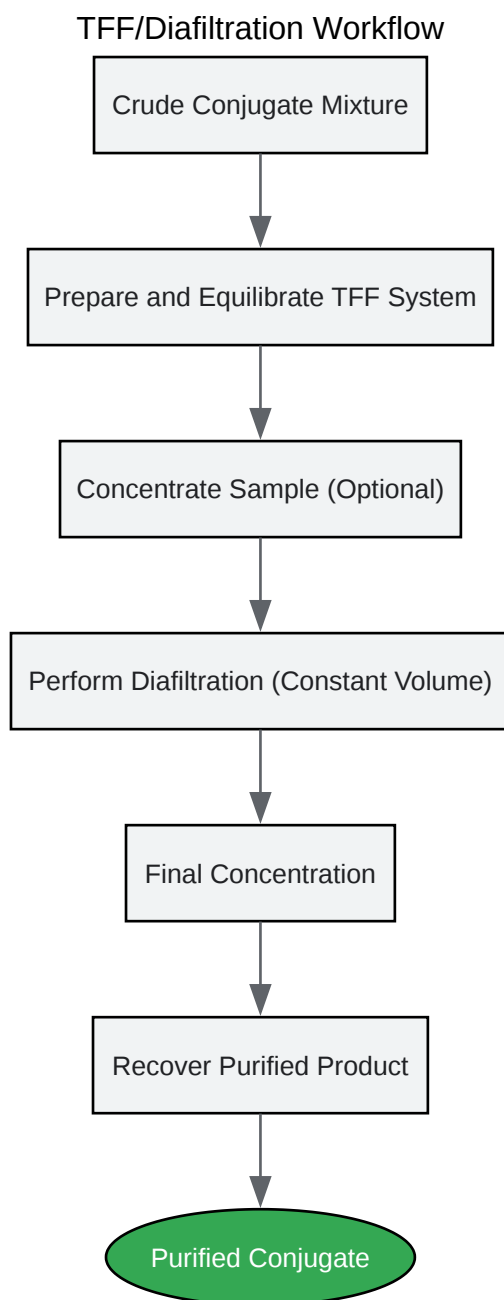 TFF/Diafiltration Workflow
Crude Conjugate Mixture
Prepare and Equilibrate TFF System
Concentrate Sample (Optional)
Perform Diafiltration (Constant Volume)
Final Concentration
Recover Purified Product
Purified Conjugate